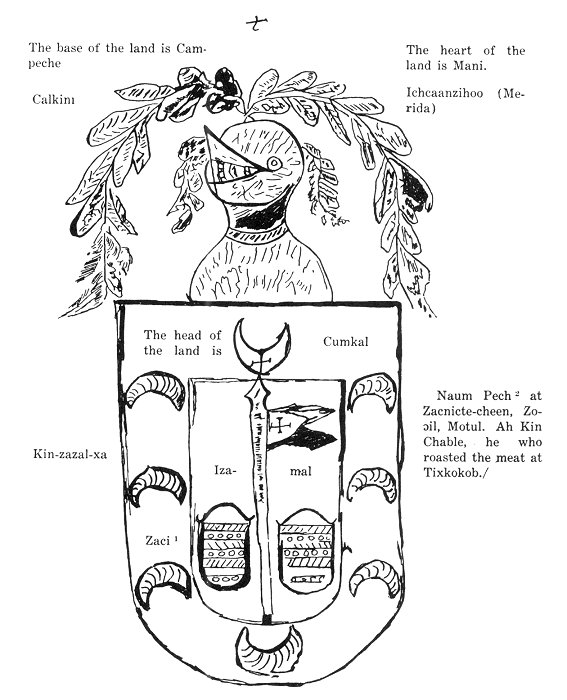 The base of the land is Cam-
peche
Calkini
The heart of the
land is Mani.
Ichcaanzihoo (Me-
rida)
The head of
the land is
Cumkal
Kin-zazal-xa
Iza-
mal
Zaci ¹
Naum Pech ² at
Zacnicte-cheen, Zo-
oil, Motul. Ah Kin
Chable, he who
roasted the meat at
Tixkokob./